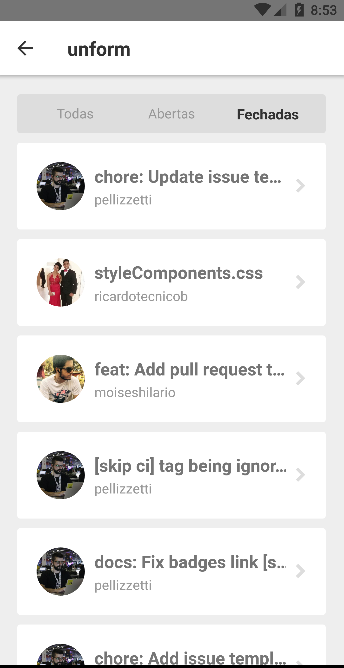 8:53
unform
Todas
Abertas
Fechadas
chore: Update issue te...
pellizzetti
styleComponents.css
ricardotecnicob
feat: Add pull request t...
moiseshilario
[skip ci] tag being ignor...
pellizzetti
docs: Fix badges link [s...
pellizzetti
chore: Add issue templ...